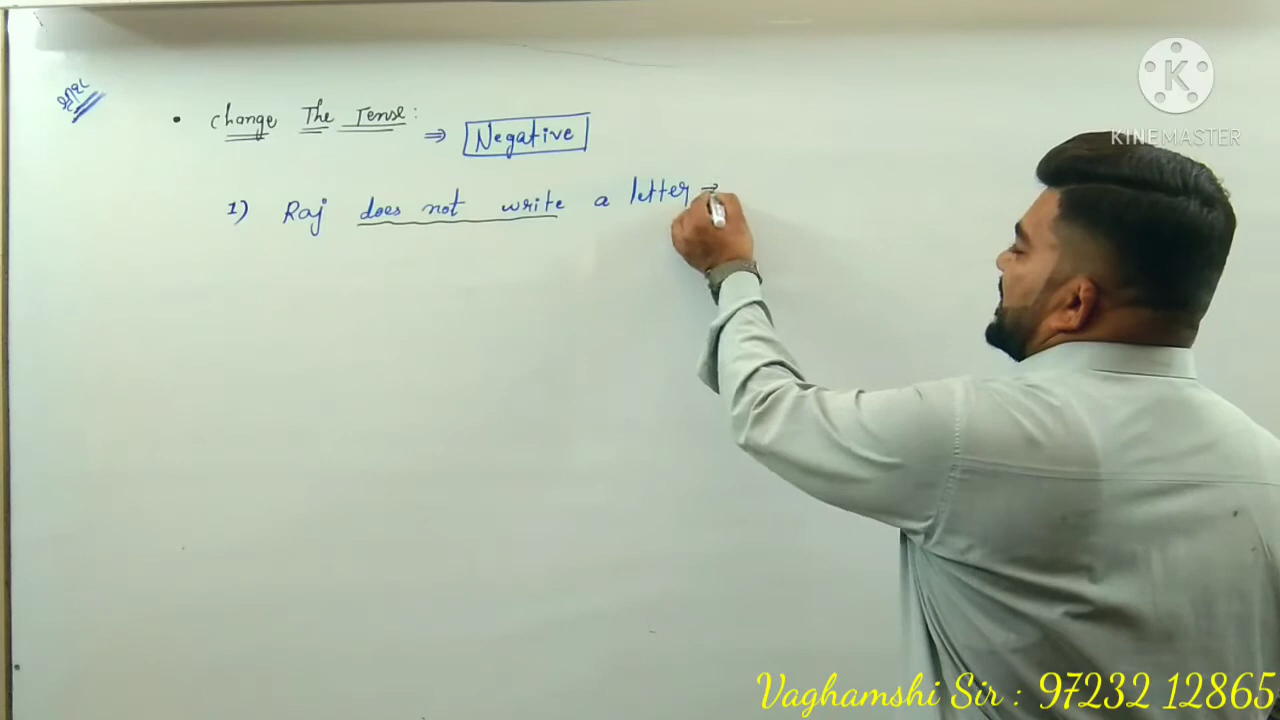 • Change The Tense :
⇒ Negative
1) Raj does not write a letter ⇒
K
KINEMASTER
Vaghamshi Sir : 97232 12865